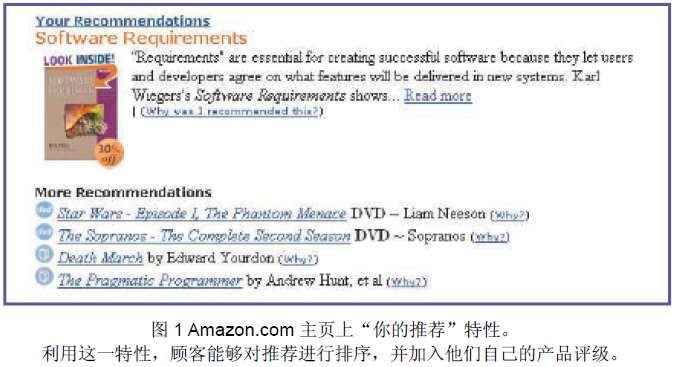 Your Recommendations
Software Requirements
LOOK INSIDE!
"Requirements" are essential for creating successful software because they let users
and developers agree on what features will be delivered in new systems. Karl
Wiegers's Software Requirements shows... Read more
| (Why was I recommended this?)
SOFTWARE
2
30%
off
More Recommendations
Star Wars - Episode I, The Phantom Menace DVD ~ Liam Neeson (Why?)
The Sopranos - The Complete Second Season DVD ~ Sopranos (Why?)
Death March by Edward Yourdon (Why?)
The Pragmatic Programmer by Andrew Hunt, et al (Why?)
图 1 Amazon.com 主页上“你的推荐”特性。
利用这一特性，顾客能够对推荐进行排序，并加入他们自己的产品评级。